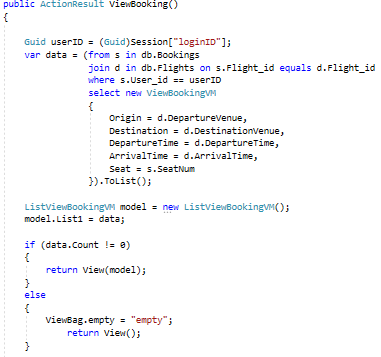 public ActionResult ViewBooking()
{
Guid userID = (Guid)Session["loginID"];
var data = (from s in db.Bookings
join d in db.Flights on s.Flight_id equals d.Flight_id
where s.User_id == userID
select new ViewBookingVM
{
Origin = d.DepartureVenue,
Destination = d.DestinationVenue,
DepartureTime = d.DepartureTime,
ArrivalTime = d.ArrivalTime,
Seat = s.SeatNum
}).ToList();
ListViewBookingVM model = new ListViewBookingVM();
model.List1 = data;
if (data.Count != 0)
{
return View(model);
}
else
{
ViewBag.empty = "empty";
return View();
}